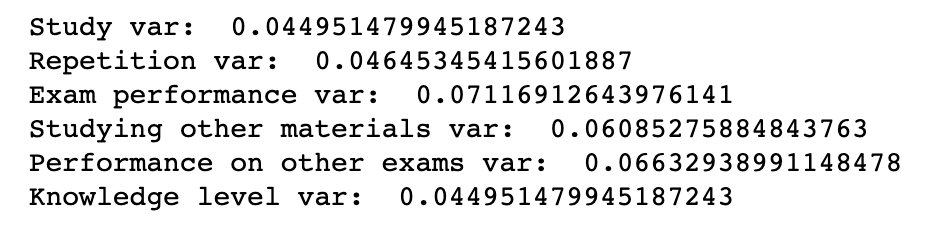 Study var:  0.044951479945187243
Repetition var:  0.04645345415601887
Exam performance var:  0.07116912643976141
Studying other materials var:  0.06085275884843763
Performance on other exams var:  0.06632938991148478
Knowledge level var:  0.044951479945187243